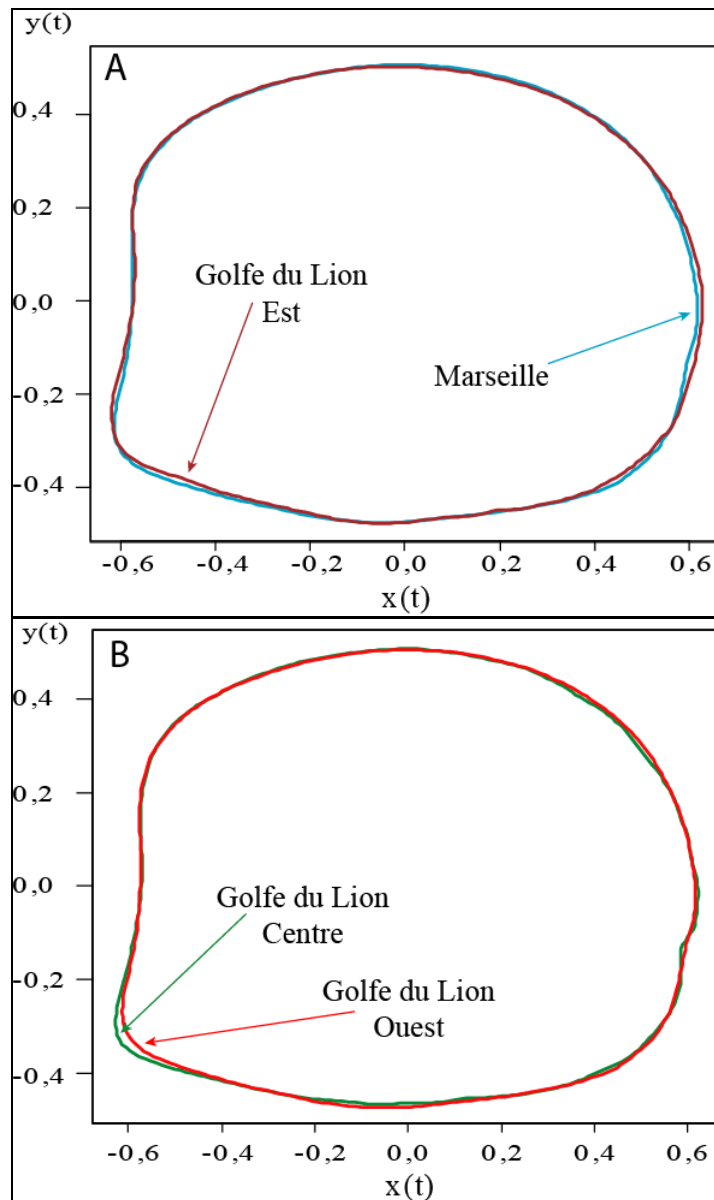 y(t)
A
0,4
0,2
Golfe du Lion
Est
0,0
Marseille
-0,2
-0,4
-0,6 -0,4 -0,2 0,0 0,2 0,4 0,6
x(t)
y(t)
B
0,4
0,2
0,0
Golfe du Lion
Centre
-0,2
Golfe du Lion
Ouest
-0,4
-0,6 -0,4 -0,2 0,0 0,2 0,4 0,6
x(t)